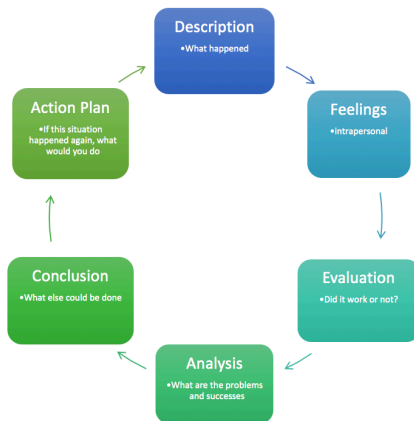 Description
•What happened
Feelings
•intrapersonal
Evaluation
•Did it work or not?
Analysis
•What are the problems
and successes
Conclusion
•What else could be done
Action Plan
•If this situation
happened again, what
would you do